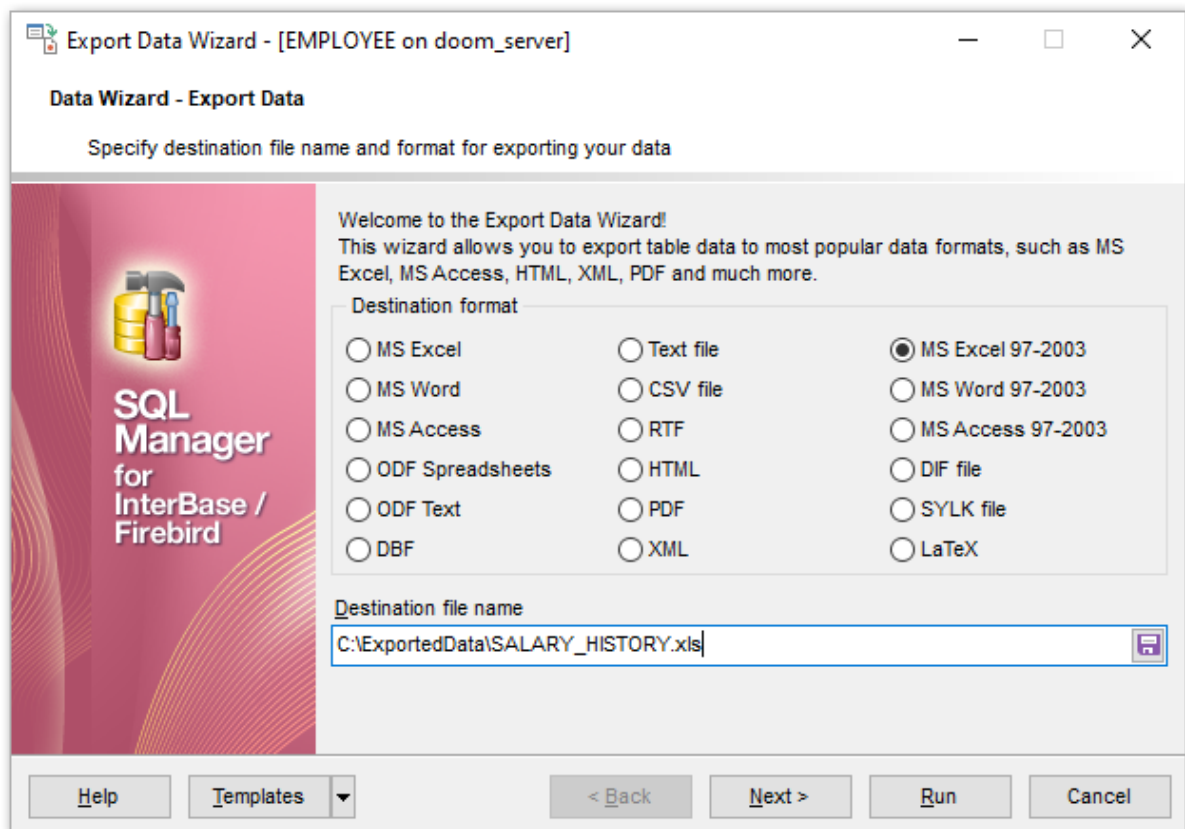 Export Data Wizard - [EMPLOYEE on doom_server]
Data Wizard - Export Data
Specify destination file name and format for exporting your data
SQL
Manager
for
InterBase /
Firebird
Welcome to the Export Data Wizard!
This wizard allows you to export table data to most popular data formats, such as MS
Excel, MS Access, HTML, XML, PDF and much more.
Destination format
MS Excel
Text file
MS Excel 97-2003
MS Word
CSV file
MS Word 97-2003
MS Access
RTF
MS Access 97-2003
ODF Spreadsheets
HTML
DIF file
ODF Text
PDF
SYLK file
DBF
XML
LaTeX
Destination file name
C:\ExportedData\SALARY_HISTORY.xls
Help
Templates
< Back
Next >
Run
Cancel